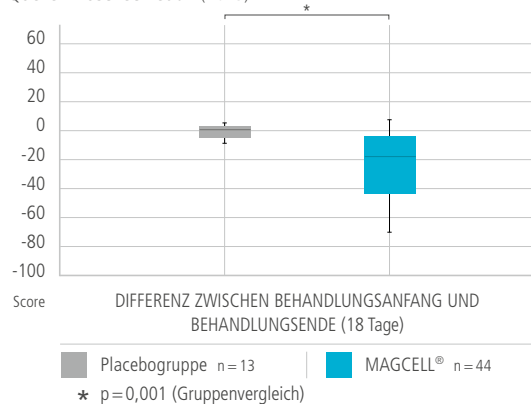 *
60
40
20
0
-20
-40
-60
-80
-100
Score
DIFFERENZ ZWISCHEN BEHANDLUNGSANFANG UND
BEHANDLUNGSENDE (18 Tage)
Placebogruppe n = 13 MAGCELL® n = 44
* p = 0,001 (Gruppenvergleich)